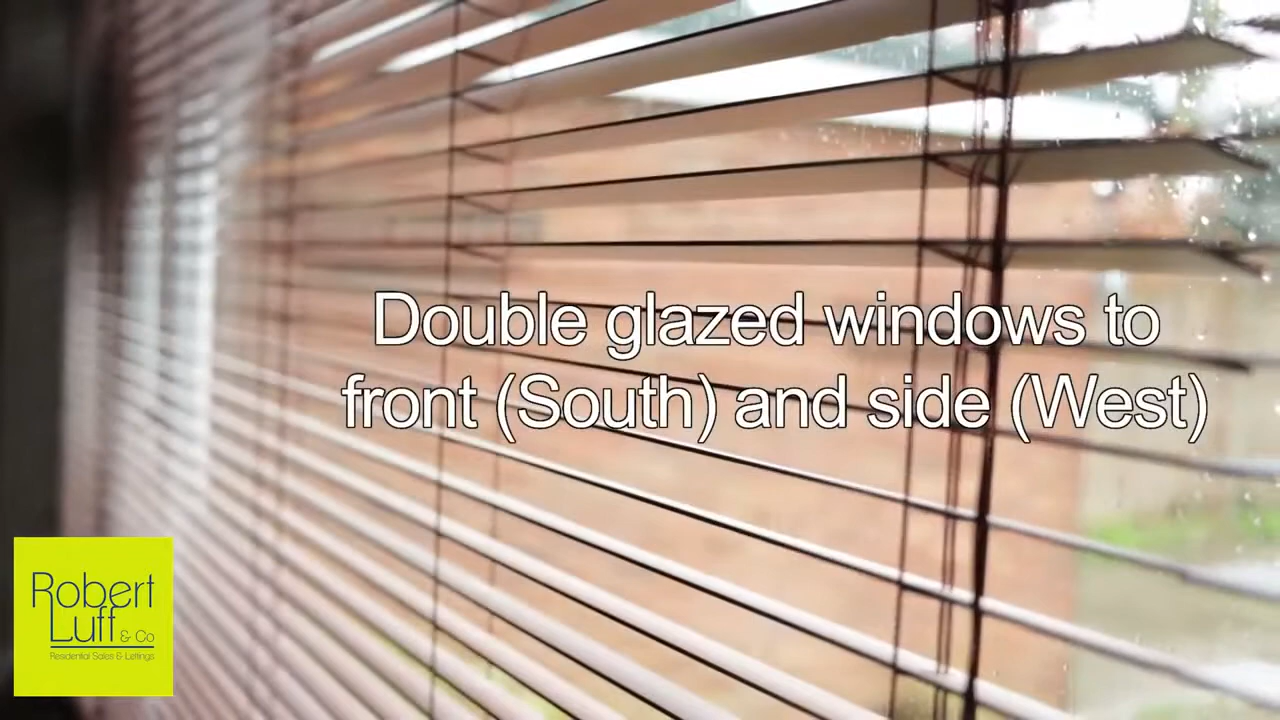 Double glazed windows to
front (South) and side (West)
Robert
Luff & Co
Residential Sales & Lettings